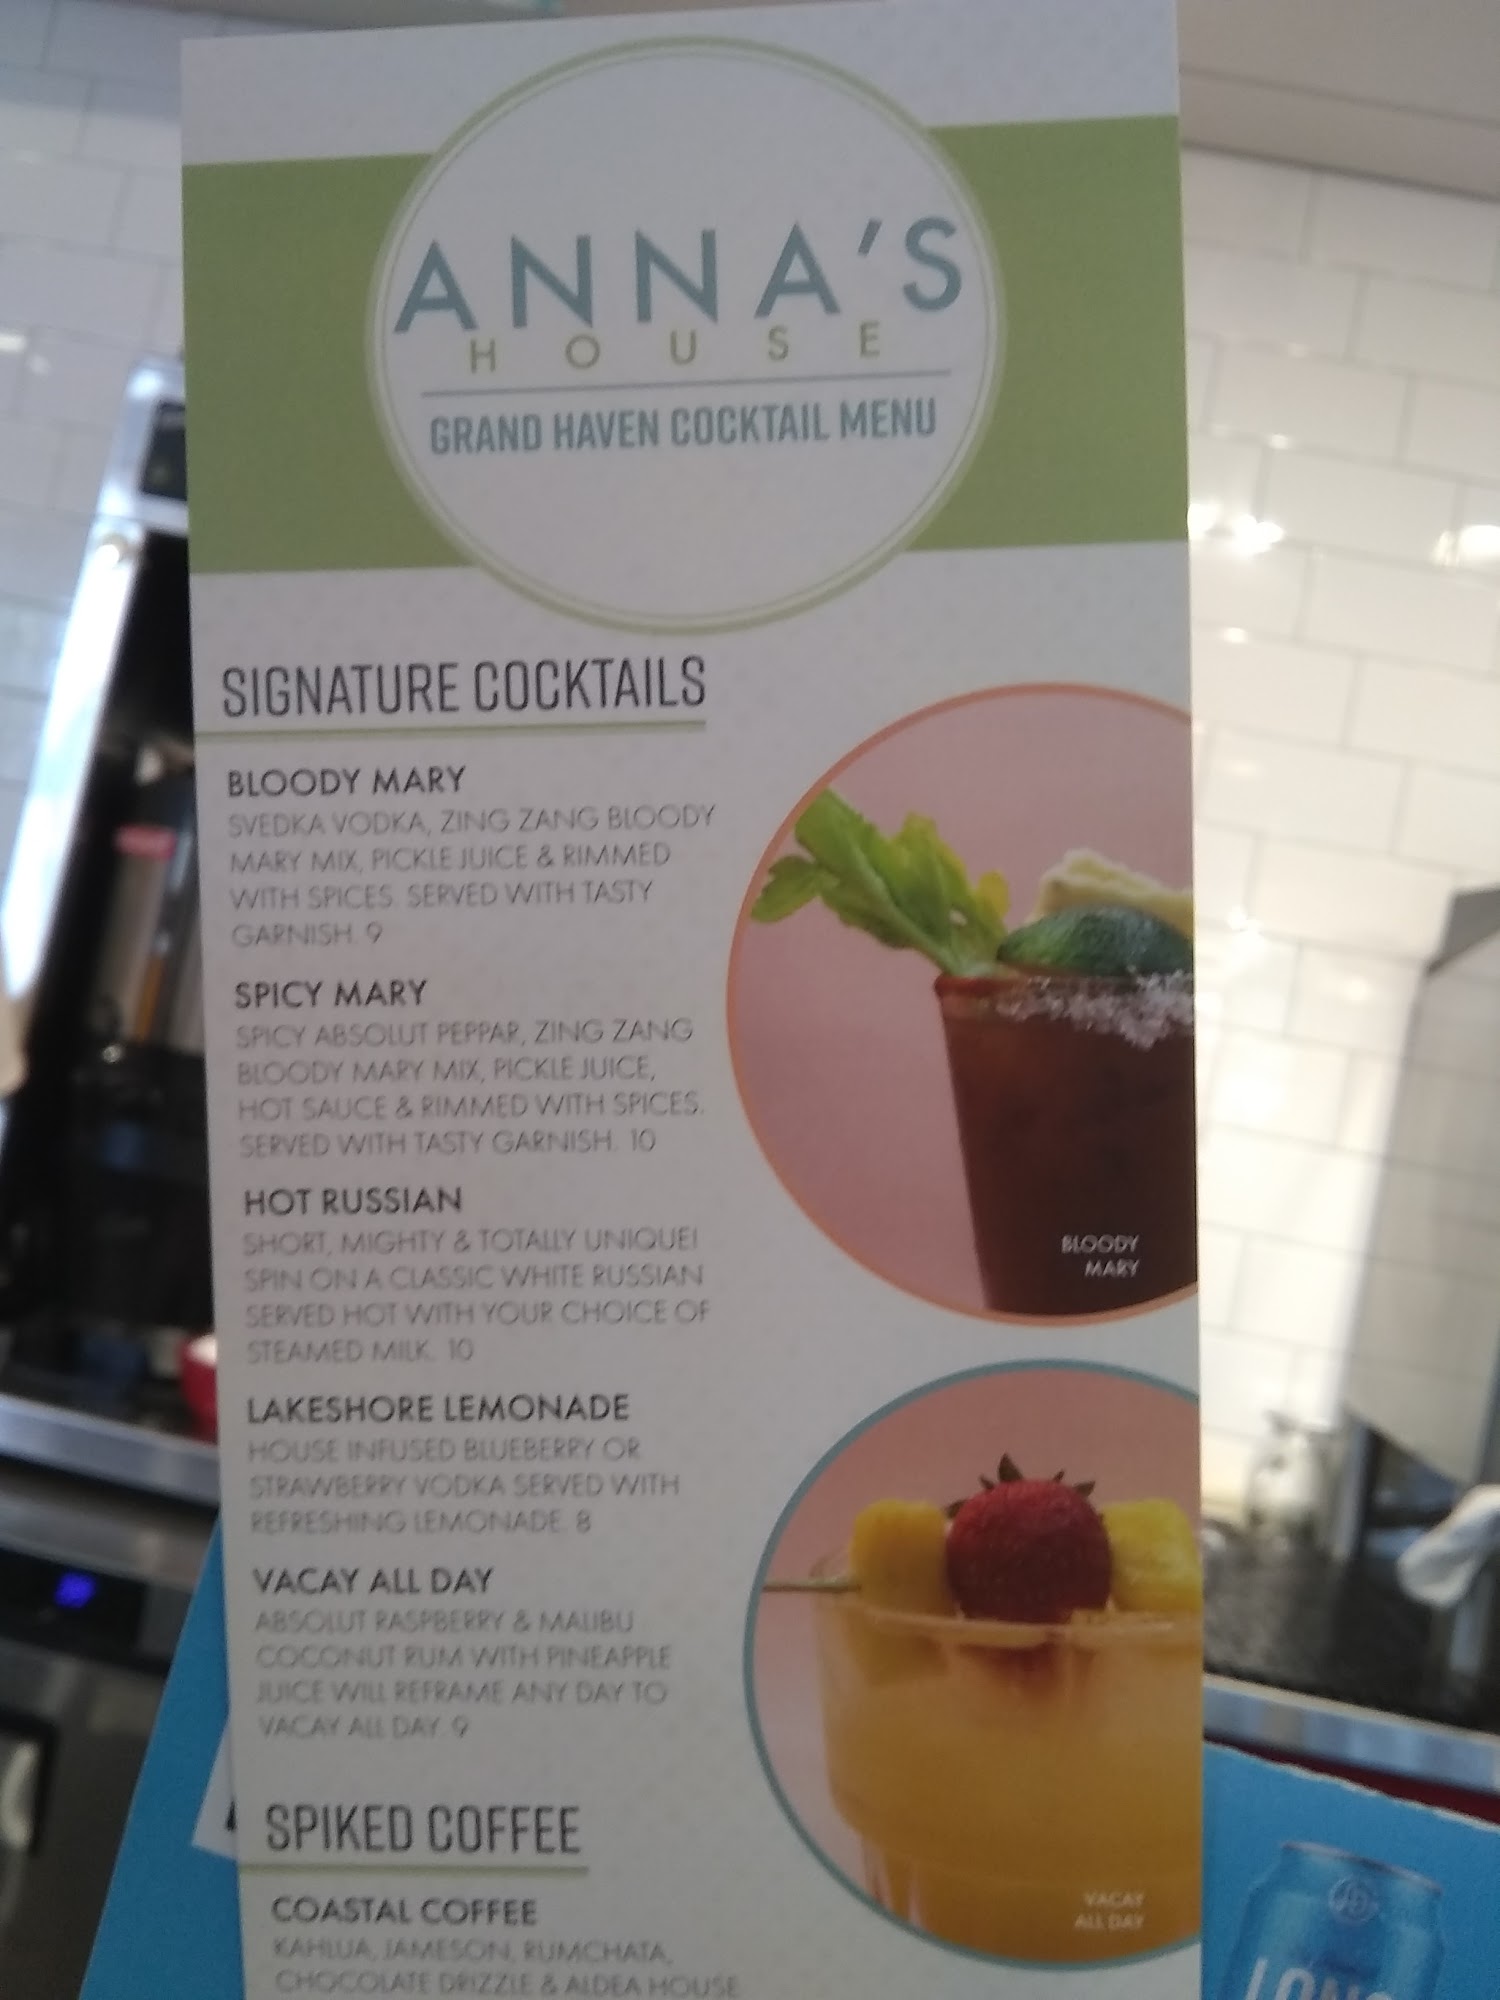 ANNA'S
HOUSE
GRAND HAVEN COCKTAIL MENU
SIGNATURE COCKTAILS
BLOODY MARY
SVEDKA VODKA, ZING ZANG BLOODY
MARY MIX, PICKLE JUICE & RIMMED
WITH SPICES. SERVED WITH TASTY
GARNISH. 9
SPICY MARY
SPICY ABSOLUT PEPPAR, ZING ZANG
BLOODY MARY MIX, PICKLE JUICE,
HOT SAUCE & RIMMED WITH SPICES.
SERVED WITH TASTY GARNISH. 10
HOT RUSSIAN
SHORT, MIGHTY & TOTALLY UNIQUE!
SPIN ON A CLASSIC WHITE RUSSIAN
SERVED HOT WITH YOUR CHOICE OF
STEAMED MILK. 10
LAKESHORE LEMONADE
HOUSE INFUSED BLUEBERRY OR
STRAWBERRY VODKA SERVED WITH
REFRESHING LEMONADE. 8
VACAY ALL DAY
ABSOLUT RASPBERRY & MALIBU
COCONUT RUM WITH PINEAPPLE
JUICE WILL REFRAME ANY DAY TO
VACAY ALL DAY. 9
SPIKED COFFEE
COASTAL COFFEE
KAHLUA, JAMESON, RUMCHATA,
CHOCOLATE DRIZZLE & ALDEA HOUSE
BLOODY
MARY
VACAY
ALL DAY